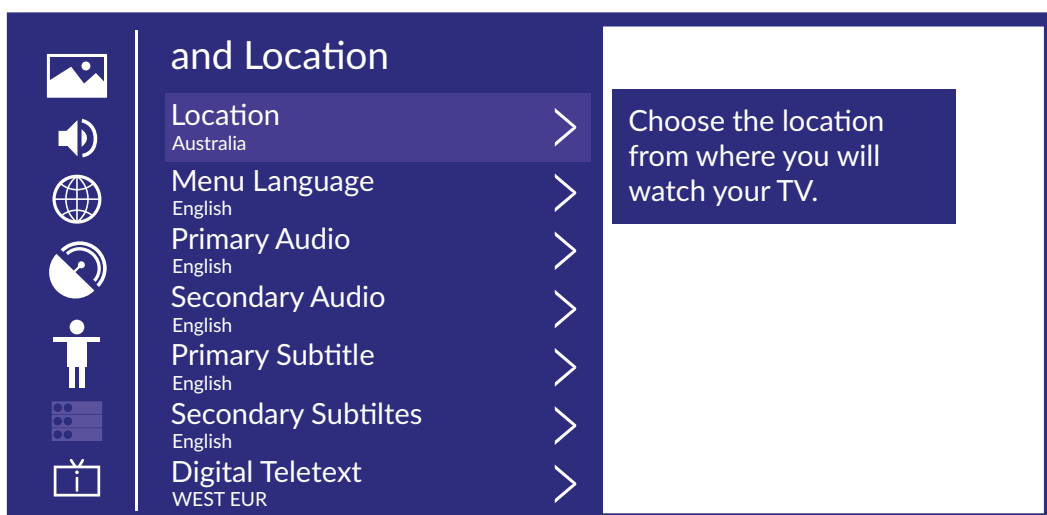 and Location
Location
Australia
Menu Language
English
Primary Audio
English
Secondary Audio
English
Primary Subtitle
English
Secondary Subtiltes
English
Digital Teletext
WEST EUR
Choose the location
from where you will
watch your TV.
i